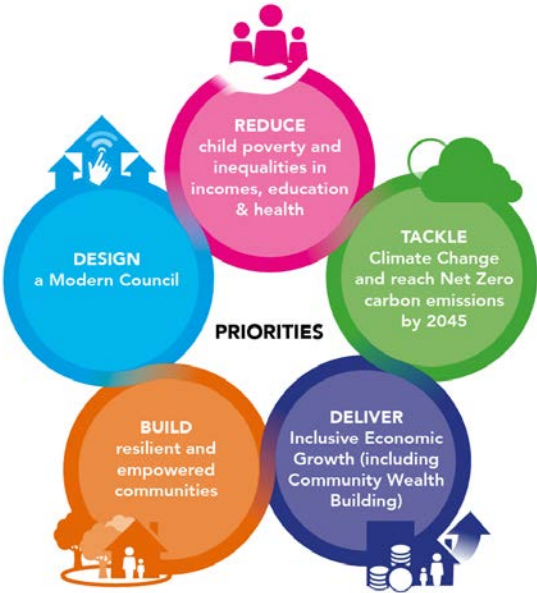 REDUCE
child poverty and
inequalities in
incomes, education
& health
TACKLE
Climate Change
and reach Net Zero
carbon emissions
by 2045
DESIGN
a Modern Council
PRIORITIES
BUILD
resilient and
empowered
communities
DELIVER
Inclusive Economic
Growth (including
Community Wealth
Building)